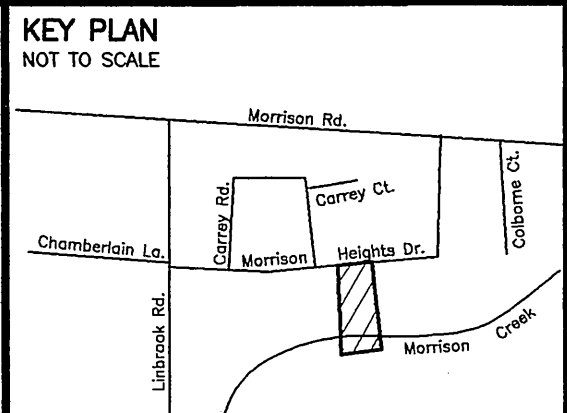 KEY PLAN
NOT TO SCALE
Morrison Rd.
Carrey Rd.
Carrey Ct.
Colborne Ct.
Chamberlain La.
Morrison Heights Dr.
Linbrook Rd.
Morrison Creek